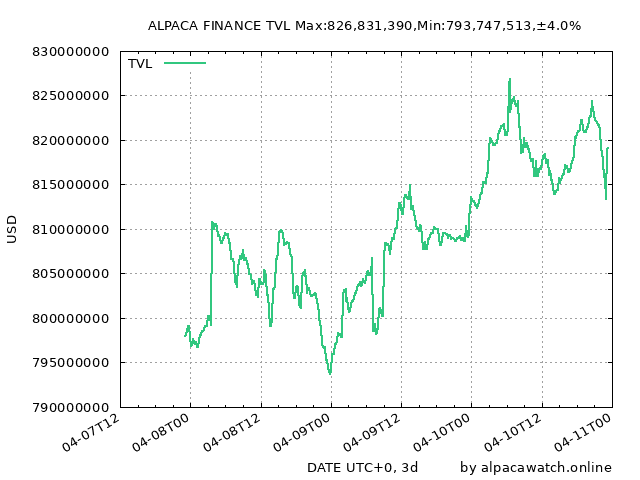 ALPACA FINANCE TVL Max:826,831,390,Min:793,747,513,±4.0%
830000000
TVL
825000000
820000000
815000000
810000000
USD
805000000
800000000
795000000
790000000
04-07T12
04-08T00
04-08T12
04-09T00
04-09T12
04-10T00
04-10T12
04-11T00
DATE UTC+0, 3d
by alpacawatch.online